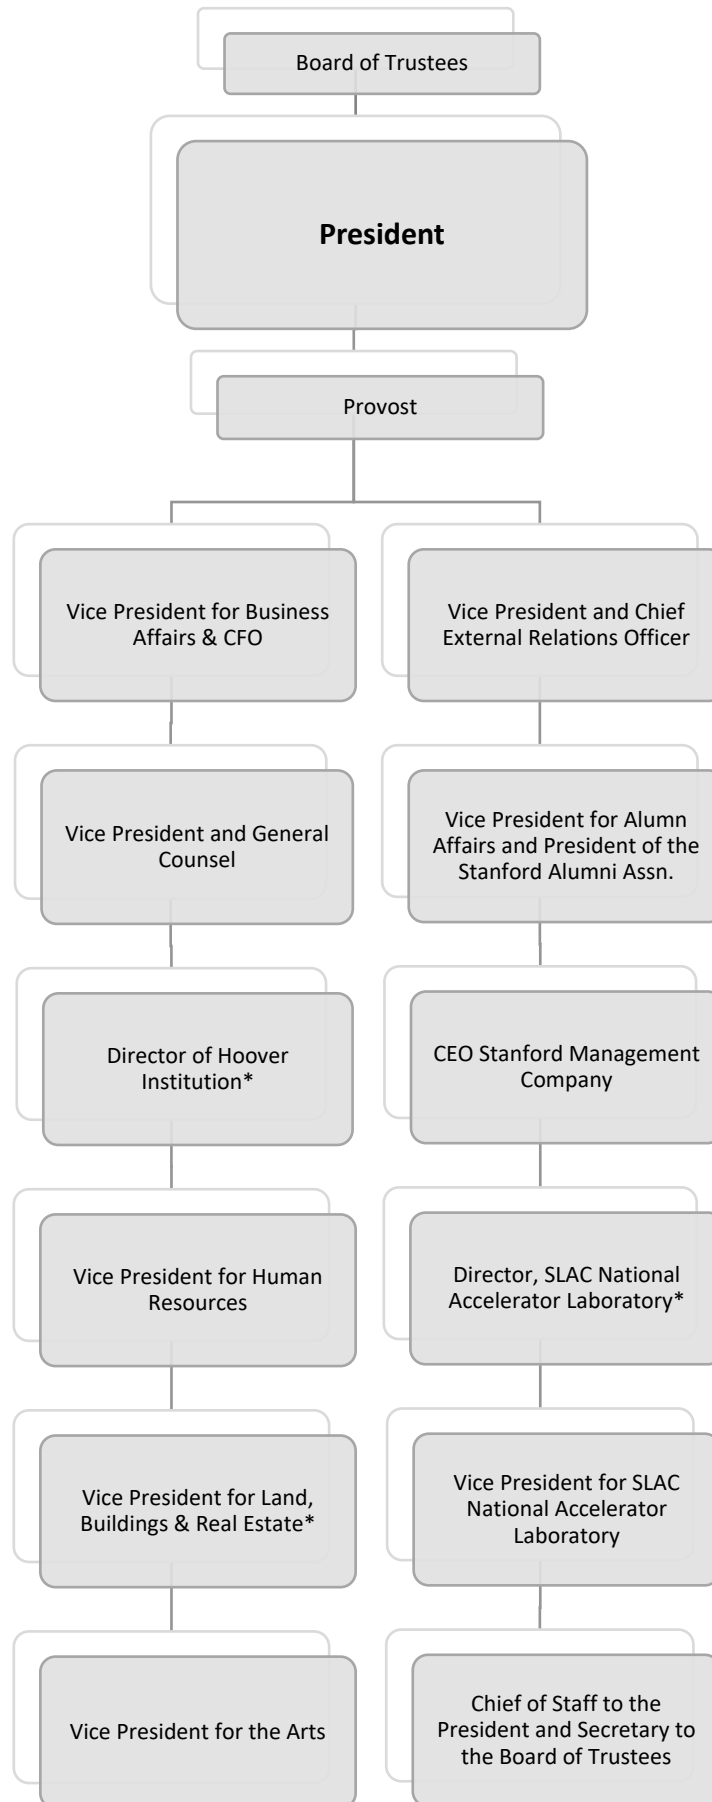 Board of Trustees
President
Provost
Vice President for Business
Affairs & CFO
Vice President and Chief
External Relations Officer
Vice President and General
Counsel
Vice President for Alumn
Affairs and President of the
Stanford Alumni Assn.
Director of Hoover
Institution*
CEO Stanford Management
Company
Vice President for Human
Resources
Director, SLAC National
Accelerator Laboratory*
Vice President for Land,
Buildings & Real Estate*
Vice President for SLAC
National Accelerator
Laboratory
Vice President for the Arts
Chief of Staff to the
President and Secretary to
the Board of Trustees